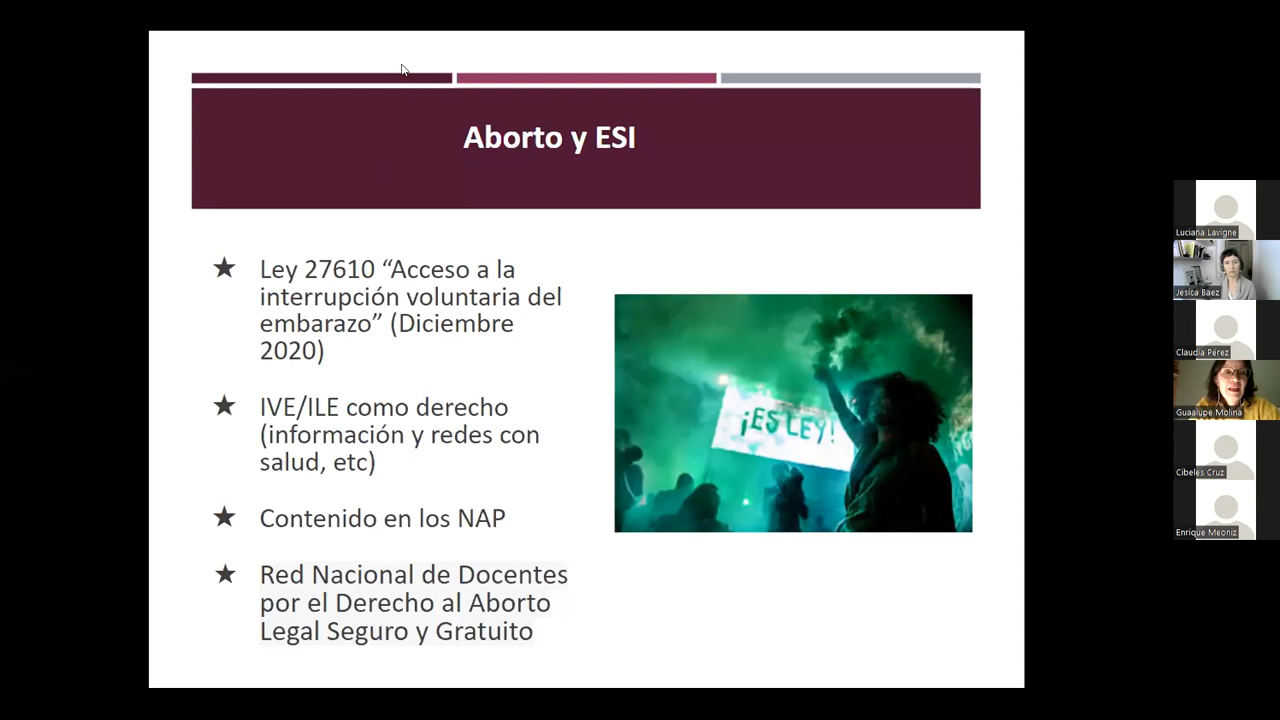 Aborto y ESI
★ Ley 27610 “Acceso a la
interrupción voluntaria del
embarazo” (Diciembre
2020)
★ IVE/ILE como derecho
(información y redes con
salud, etc)
★ Contenido en los NAP
★ Red Nacional de Docentes
por el Derecho al Aborto
Legal Seguro y Gratuito
¡ES LEY!
Luciana Lavigne
Jesica Baez
Claudia Pérez
Guaalupe Molina
Cibeles Cruz
Enrique Meoniz